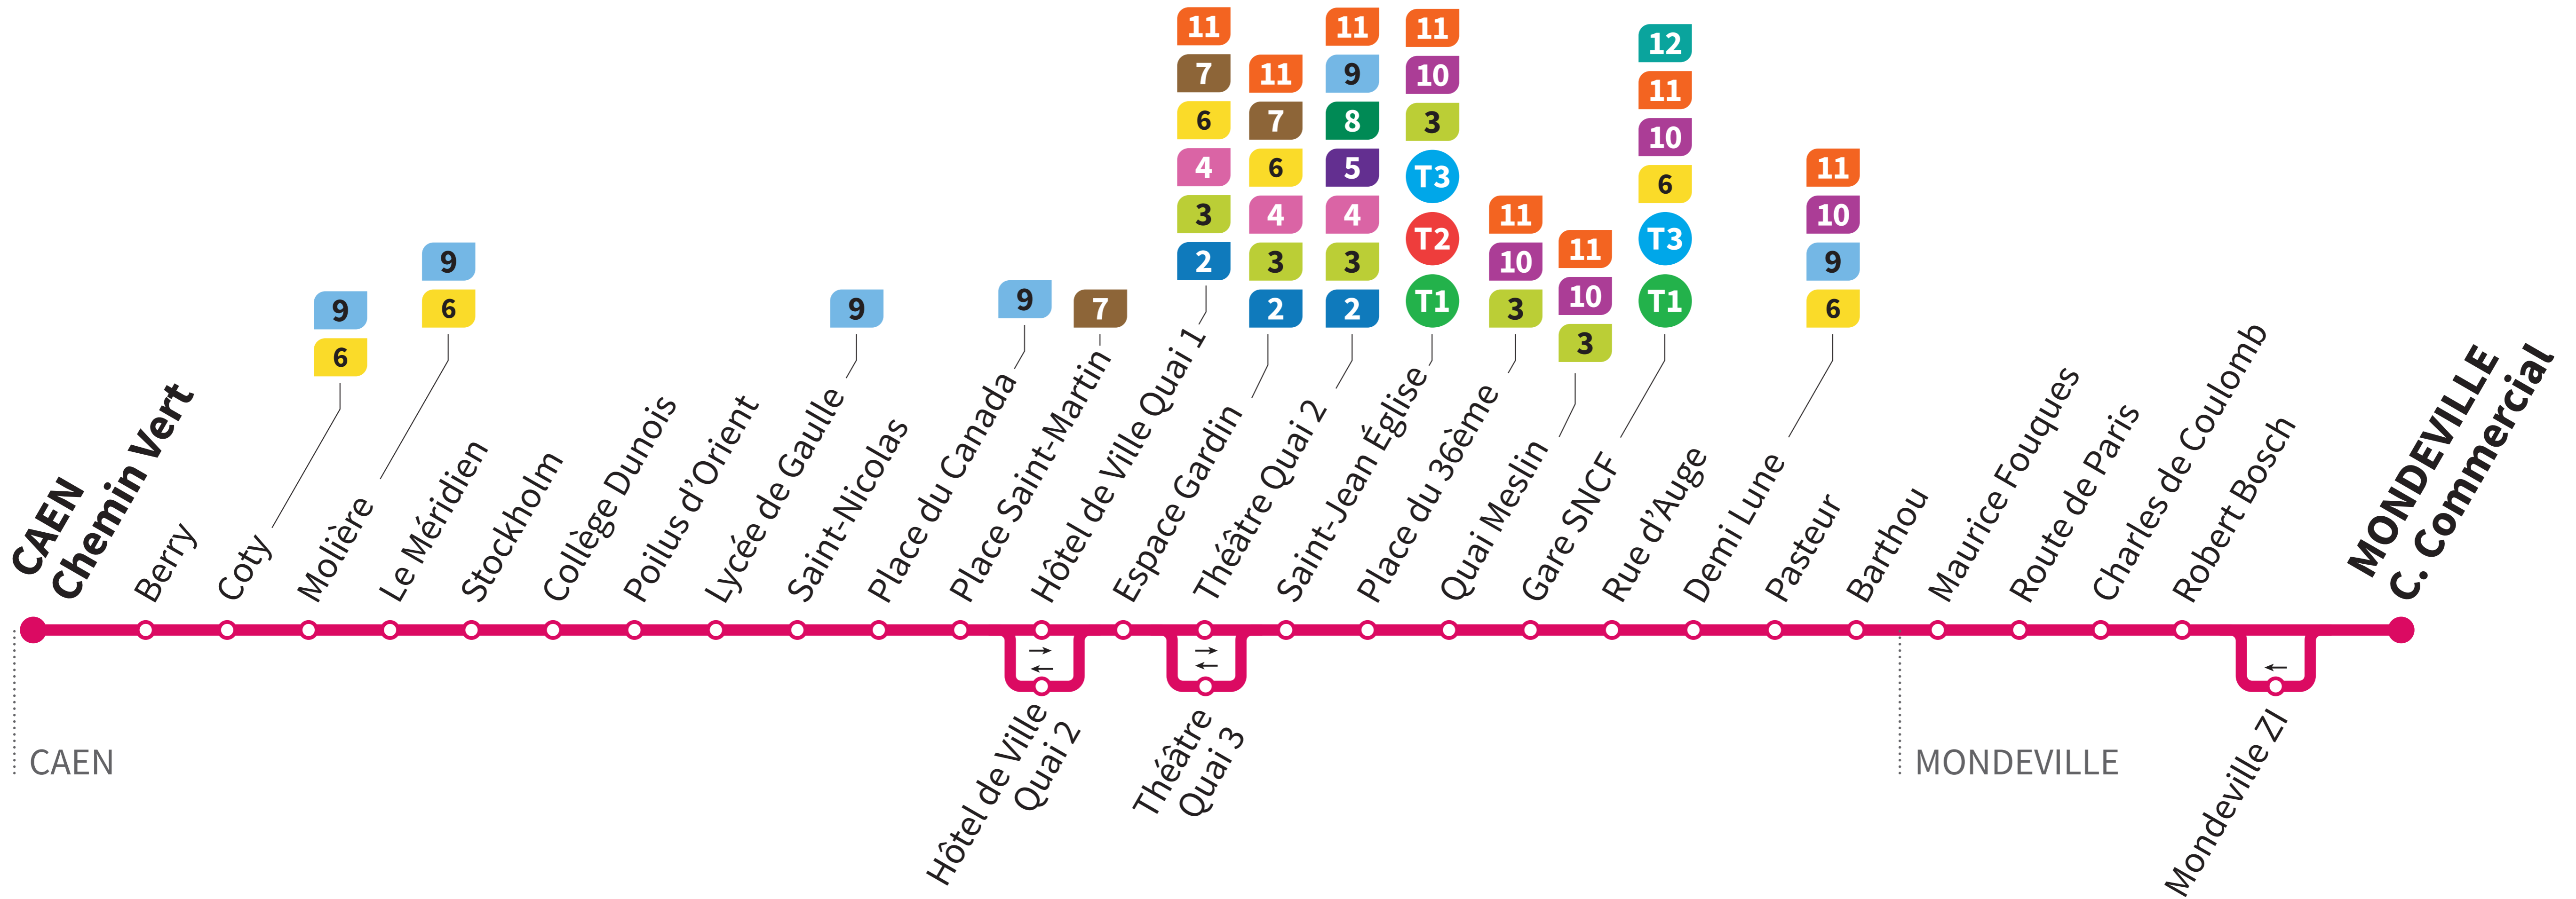 CAEN
Chemin Vert
Berry
Coty
6
9
Molière
6
9
Le Méridien
Stockholm
Collège Dunois
Poilus d’Orient
Lycée de Gaulle
9
Saint-Nicolas
Place du Canada
9
Place Saint-Martin
7
Hôtel de Ville Quai 1
11
7
6
4
3
2
Espace Gardin
11
7
6
4
3
2
Théâtre Quai 2
11
9
8
5
4
3
2
Saint-Jean Église
11
10
3
T3
T2
T1
Place du 36ème
11
10
3
Quai Meslin
11
10
3
Gare SNCF
12
11
10
6
T3
T1
Rue d’Auge
Demi Lune
11
10
9
6
Pasteur
Barthou
Maurice Fouques
Route de Paris
Charles de Coulomb
Robert Bosch
MONDEVILLE
C. Commercial
→
←
→
←
←
Hôtel de Ville
Quai 2
Théâtre
Quai 3
Mondeville ZI
CAEN
MONDEVILLE